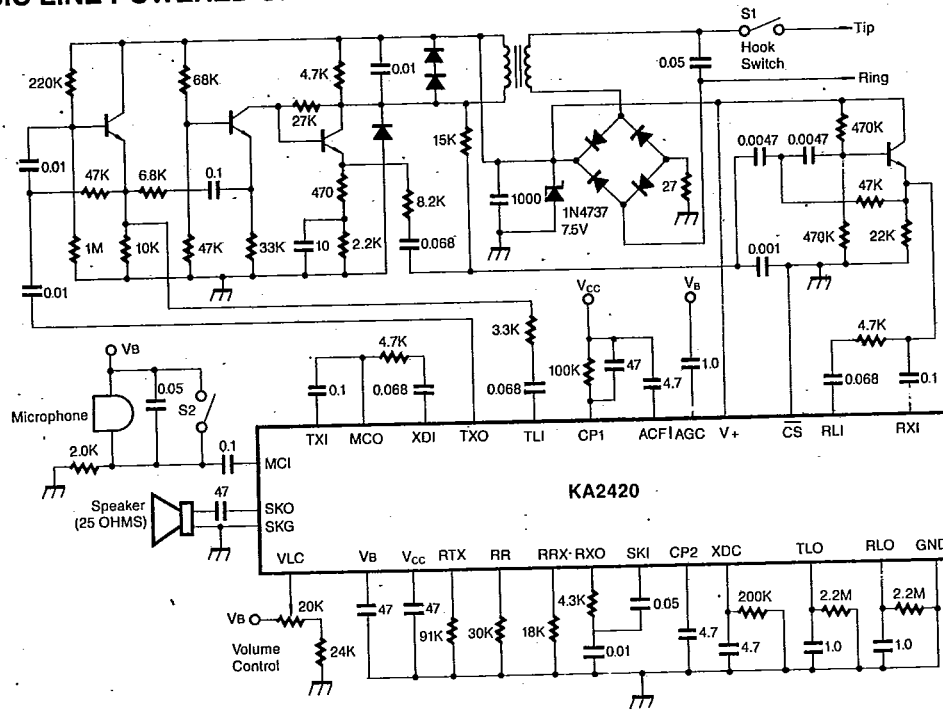 S1
Tip
Hook
Switch
0.05
Ring
220K
68K
4.7K
0.01
27K
15K
470K
0.0047
0.0047
0.01
47K
6.8K
0.1
470
8.2K
1000
1N4737
7.5V
27
47K
1M
10K
47K
33K
10
2.2K
0.068
0.001
470K
22K
0.01
VCC
VB
3.3K
4.7K
VB
4.7K
100K
47
1.0
0.05
S2
0.1
0.068
0.068
4.7
0.068
0.1
Microphone
TXI
MCO
XDI
TXO
TLI
CP1
ACF
AGC
V+
CS
RLI
RXI
2.0K
0.1
MCI
KA2420
Speaker
(25 OHMS)
47
SKO
SKG
VLC
VB
VCC
RTX
RR
RRX
RXO
SKI
CP2
XDC
TLO
RLO
GND
VB
20K
47
47
91K
30K
18K
4.3K
0.05
200K
2.2M
2.2M
Volume
Control
24K
0.01
4.7
4.7
1.0
1.0